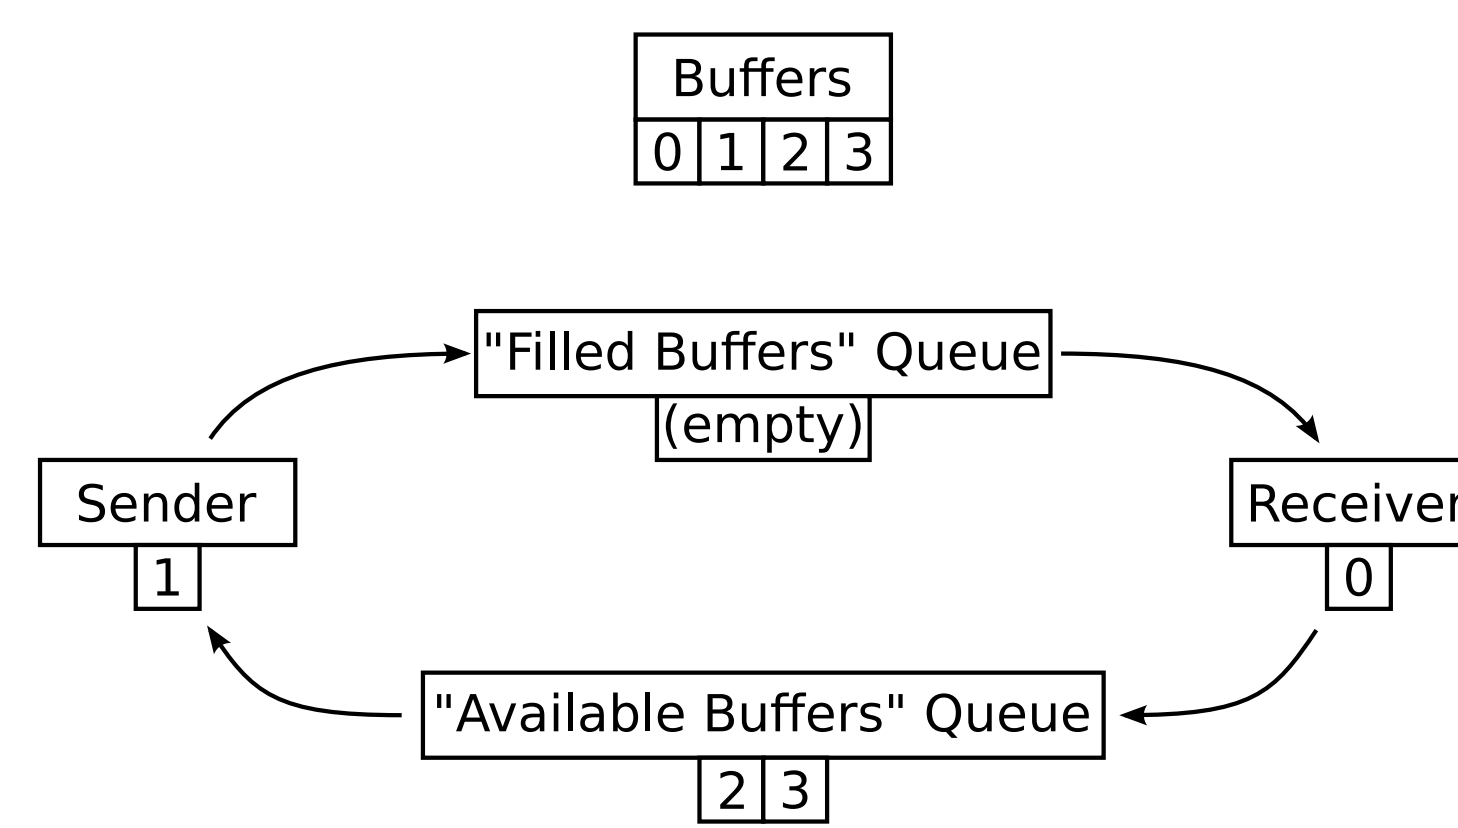 Buffers
0 1 2 3
"Filled Buffers" Queue
(empty)
Sender
1
Receiver
0
"Available Buffers" Queue
2 3